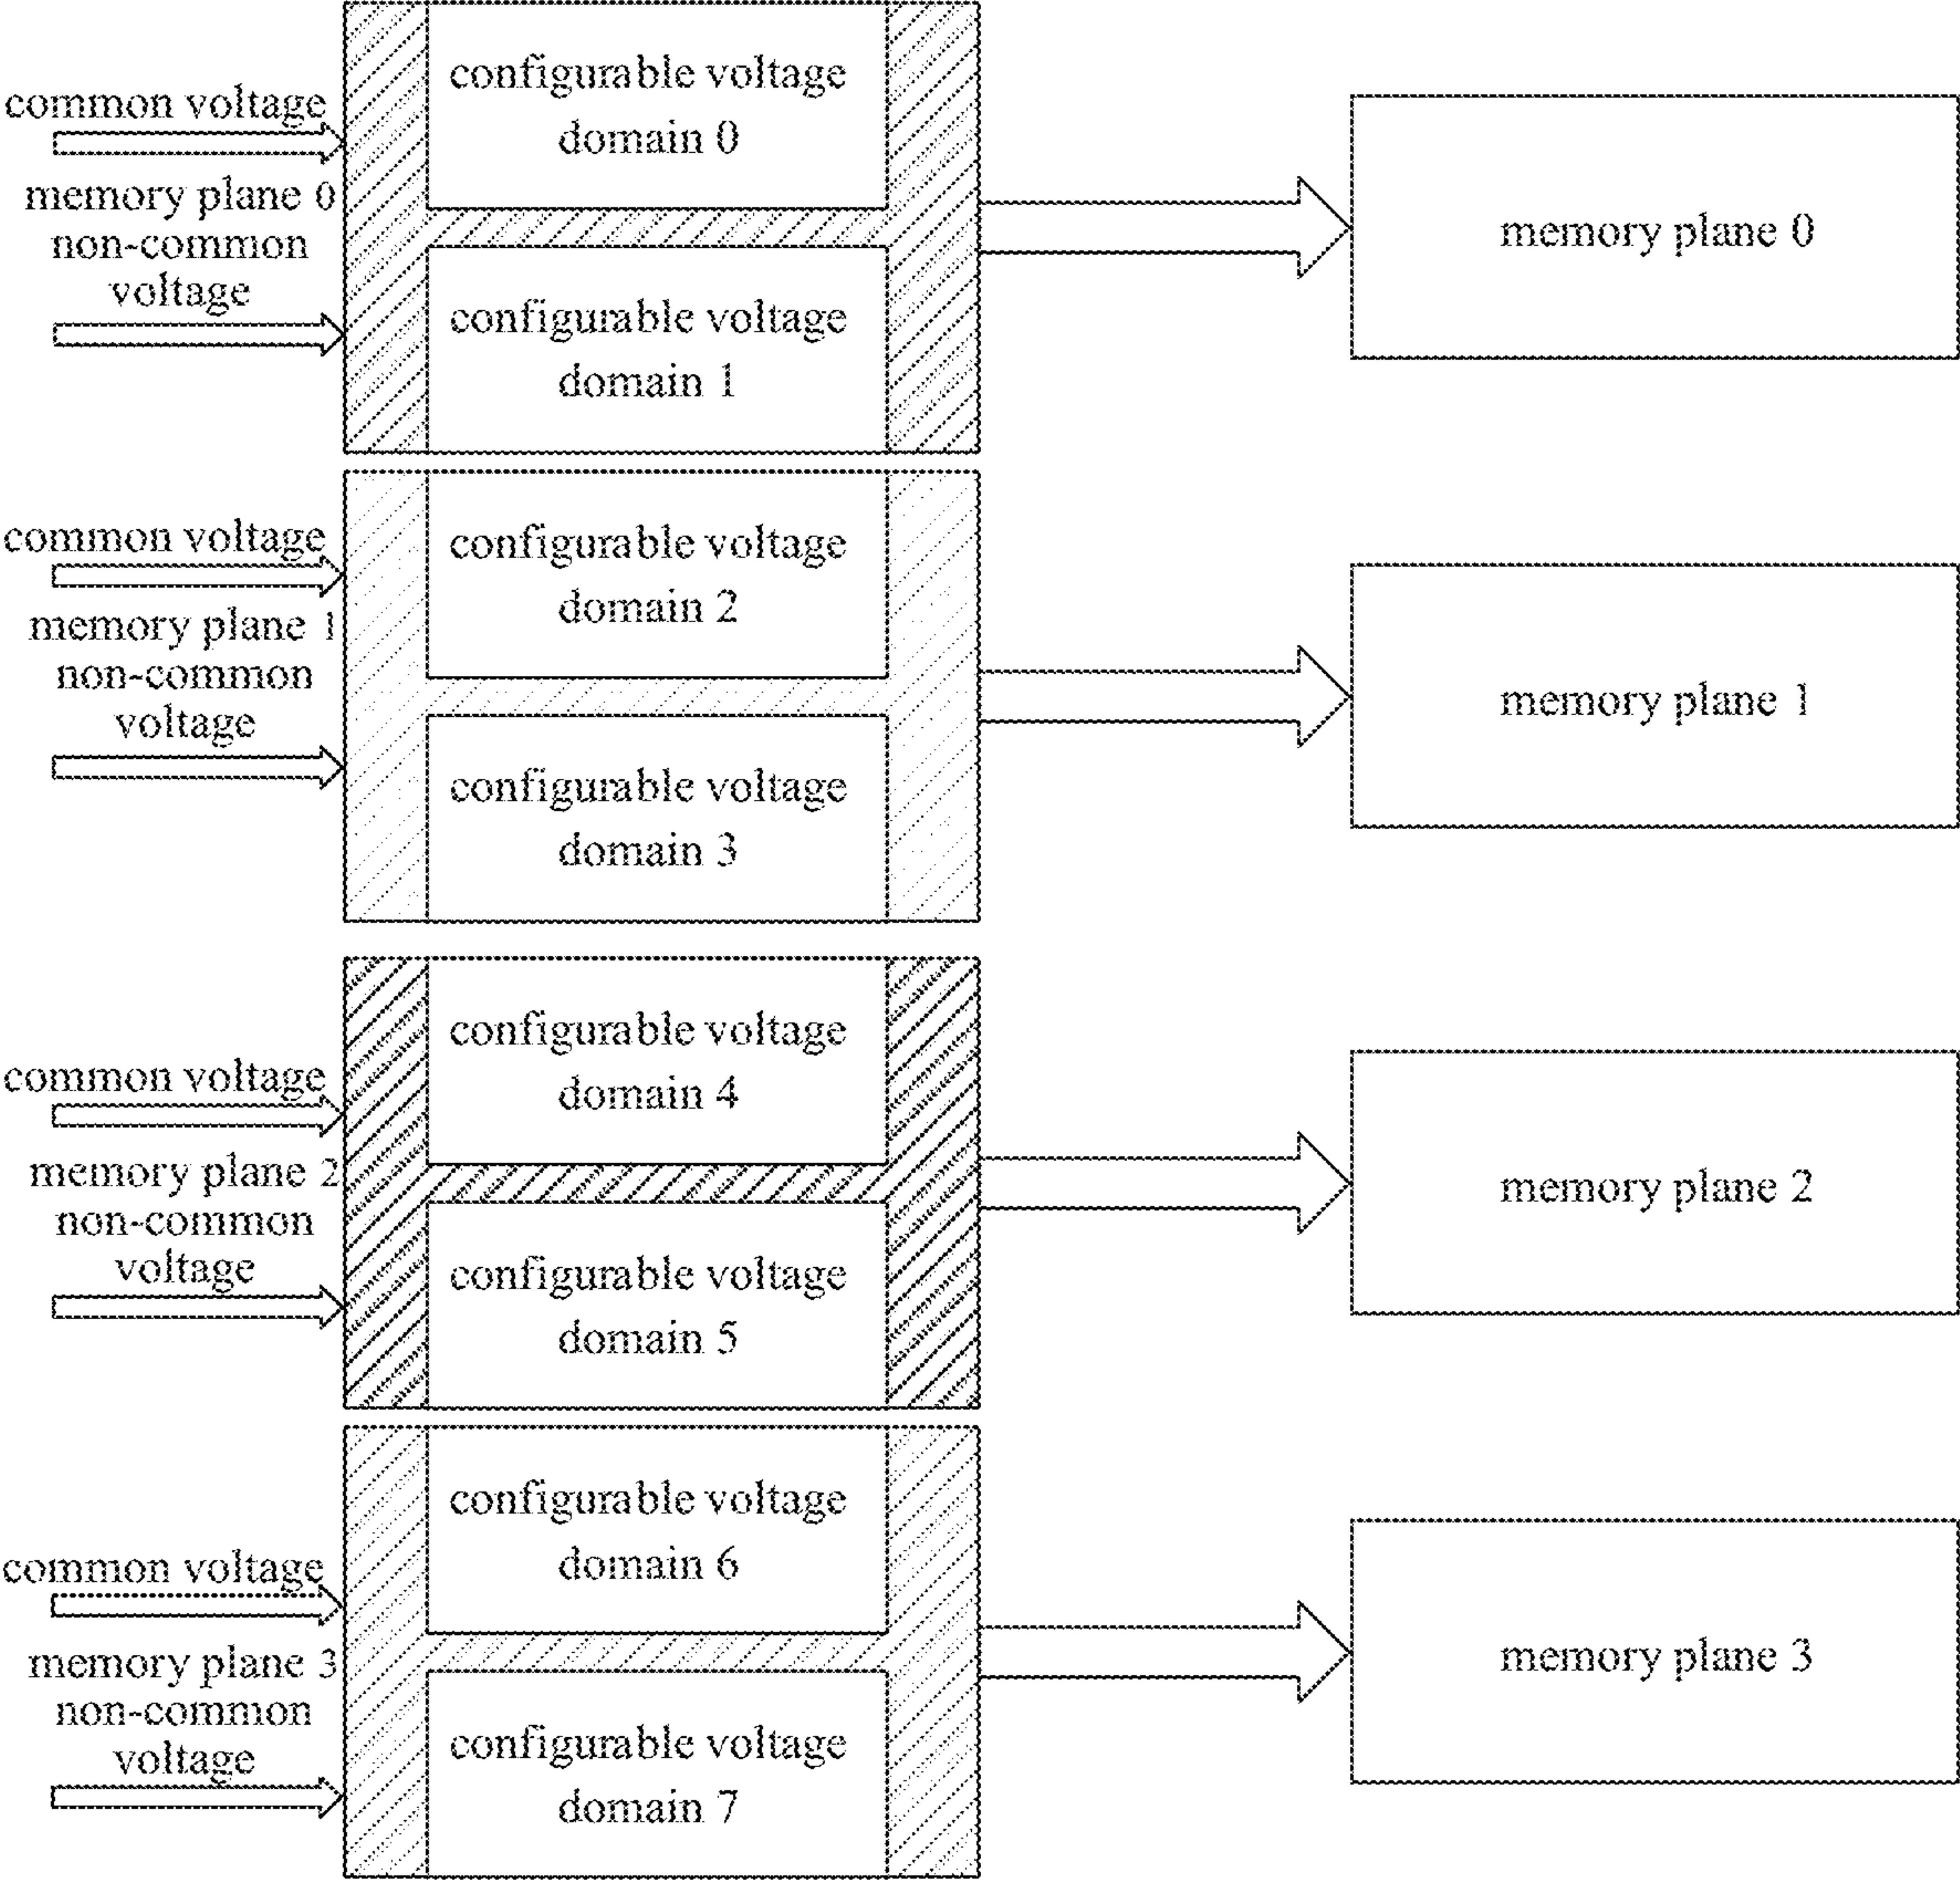 common voltage
memory plane 0
non-common
voltage
configurable voltage
domain 0
configurable voltage
domain 1
memory plane 0
common voltage
memory plane 1
non-common
voltage
configurable voltage
domain 2
configurable voltage
domain 3
memory plane 1
common voltage
memory plane 2
non-common
voltage
configurable voltage
domain 4
configurable voltage
domain 5
memory plane 2
common voltage
memory plane 3
non-common
voltage
configurable voltage
domain 6
configurable voltage
domain 7
memory plane 3